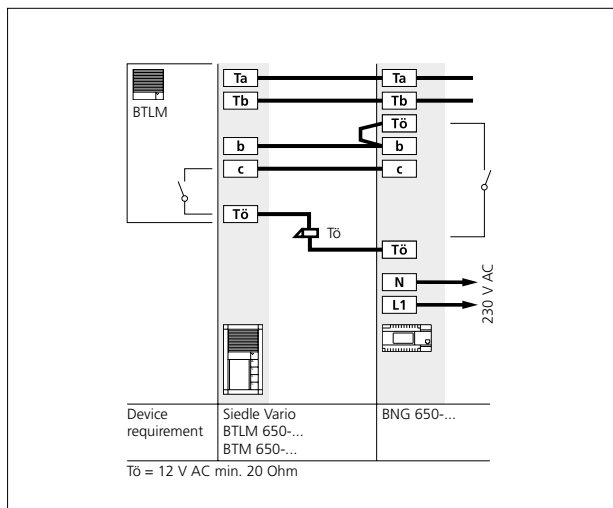 Ta Ta
BTLM Tb Tb
Tö
b b
c c
Tö Tö
Tö
N
L1
230 V AC
Device requirement
Siedle Vario
BTLM 650-...
BTM 650-...
BNG 650-...
Tö = 12 V AC min. 20 Ohm